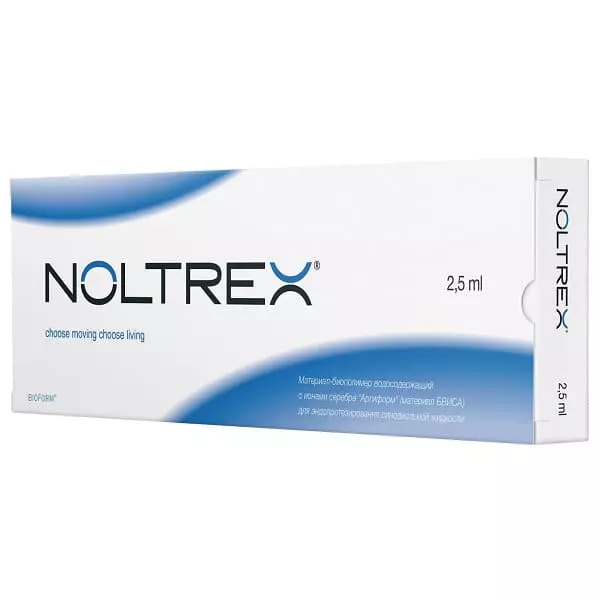 NOLTREX®
2,5 ml
choose moving choose living
BIOFORM®
Материал-биополимер водосодержащий
с ионами серебра "Аргиформ" (материал БВИСА)
для эндопротезирования синовиальной жидкости
NOLTREX®
2,5 ml